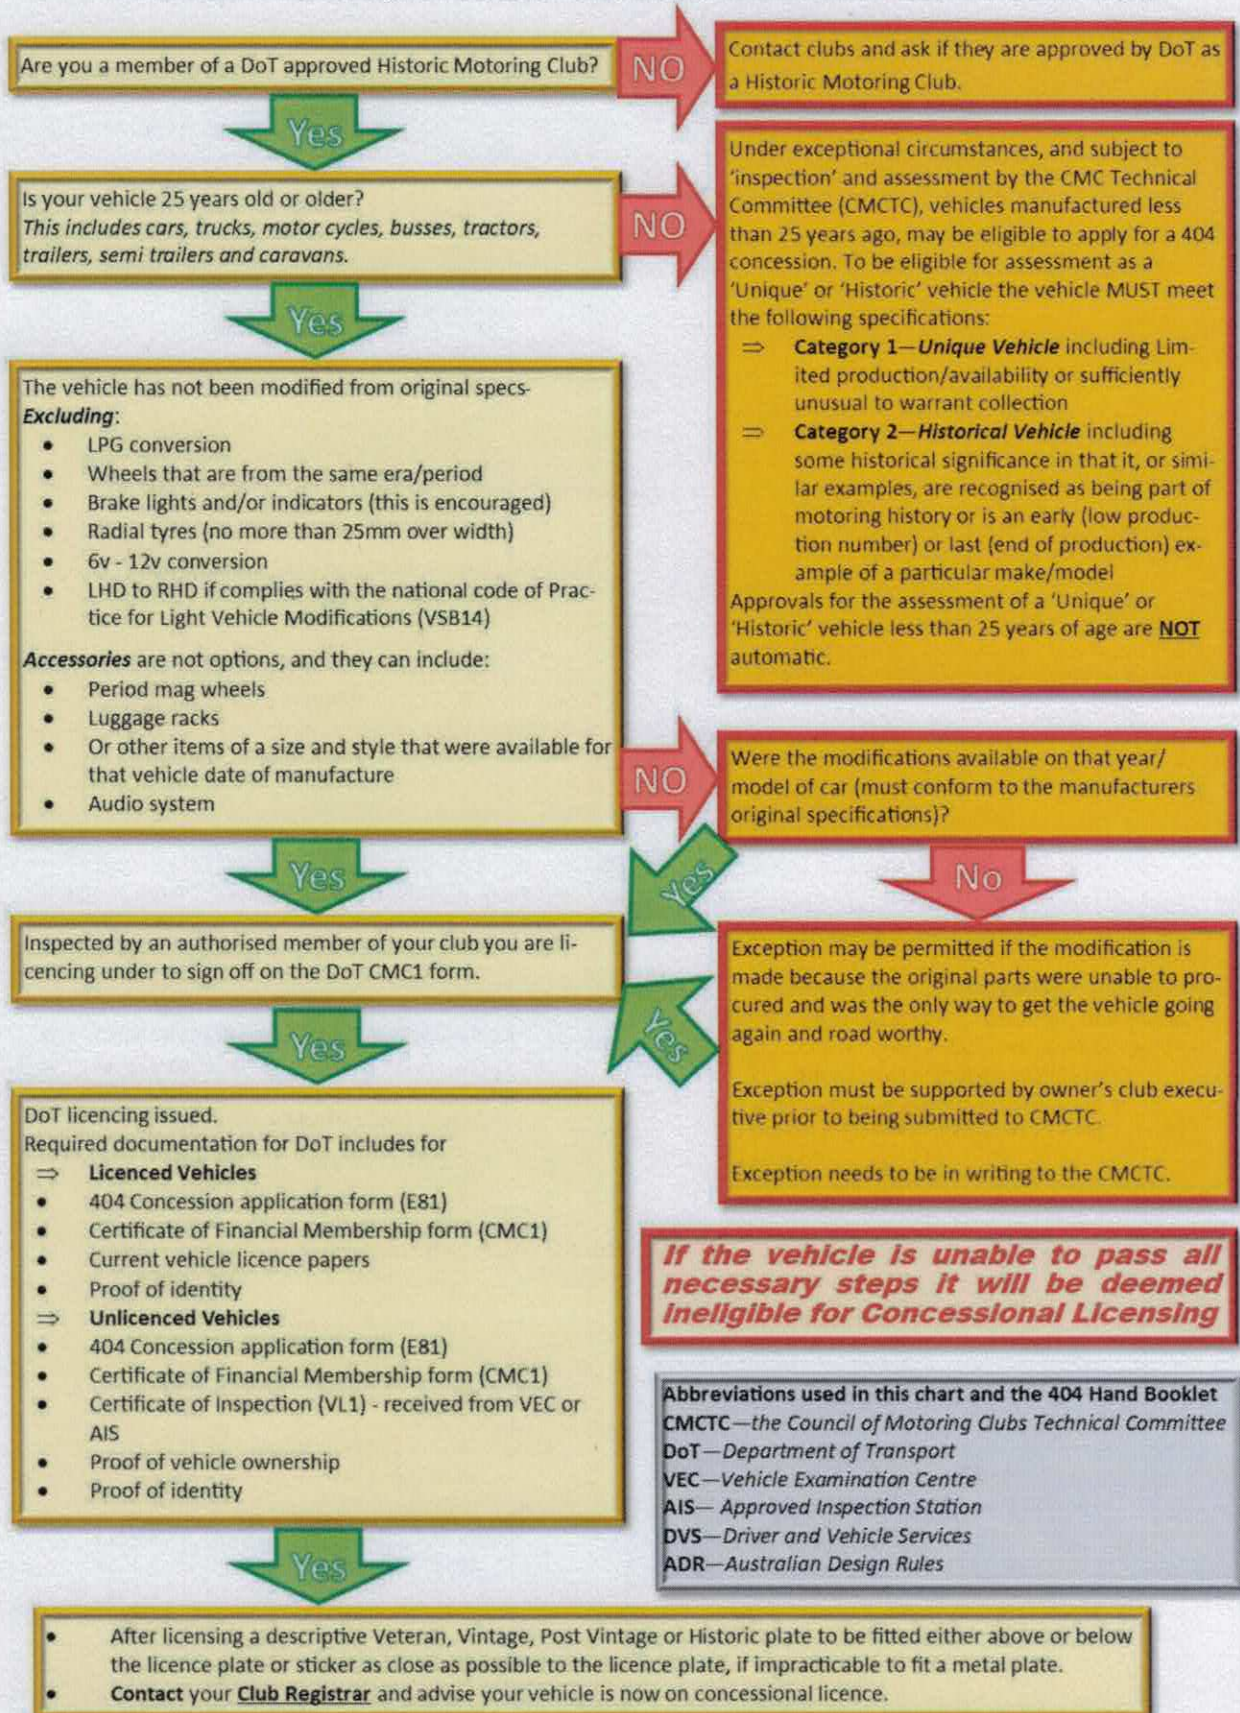 Are you a member of a DoT approved Historic Motoring Club?
NO
Contact clubs and ask if they are approved by DoT as
a Historic Motoring Club.
Yes
Is your vehicle 25 years old or older?
This includes cars, trucks, motor cycles, busses, tractors,
trailers, semi trailers and caravans.
NO
Under exceptional circumstances, and subject to
'inspection' and assessment by the CMC Technical
Committee (CMCTC), vehicles manufactured less
than 25 years ago, may be eligible to apply for a 404
concession. To be eligible for assessment as a
'Unique' or 'Historic' vehicle the vehicle MUST meet
the following specifications:
⇒ Category 1—Unique Vehicle including Lim-
ited production/availability or sufficiently
unusual to warrant collection
⇒ Category 2—Historical Vehicle including
some historical significance in that it, or simi-
lar examples, are recognised as being part of
motoring history or is an early (low produc-
tion number) or last (end of production) ex-
ample of a particular make/model
Approvals for the assessment of a 'Unique' or
'Historic' vehicle less than 25 years of age are NOT
automatic.
Yes
The vehicle has not been modified from original specs-
Excluding:
• LPG conversion
• Wheels that are from the same era/period
• Brake lights and/or indicators (this is encouraged)
• Radial tyres (no more than 25mm over width)
• 6v - 12v conversion
• LHD to RHD if complies with the national code of Prac-
tice for Light Vehicle Modifications (VSB14)
Accessories are not options, and they can include:
• Period mag wheels
• Luggage racks
• Or other items of a size and style that were available for
that vehicle date of manufacture
• Audio system
NO
Were the modifications available on that year/
model of car (must conform to the manufacturers
original specifications)?
Yes
Yes
No
Inspected by an authorised member of your club you are li-
cencing under to sign off on the DoT CMC1 form.
Exception may be permitted if the modification is
made because the original parts were unable to pro-
cured and was the only way to get the vehicle going
again and road worthy.
Exception must be supported by owner's club execu-
tive prior to being submitted to CMCTC.
Exception needs to be in writing to the CMCTC.
Yes
Yes
DoT licencing issued.
Required documentation for DoT includes for
⇒ Licenced Vehicles
• 404 Concession application form (E81)
• Certificate of Financial Membership form (CMC1)
• Current vehicle licence papers
• Proof of identity
⇒ Unlicenced Vehicles
• 404 Concession application form (E81)
• Certificate of Financial Membership form (CMC1)
• Certificate of Inspection (VL1) - received from VEC or
AIS
• Proof of vehicle ownership
• Proof of identity
If the vehicle is unable to pass all
necessary steps it will be deemed
ineligible for Concessional Licensing
Abbreviations used in this chart and the 404 Hand Booklet
CMCTC—the Council of Motoring Clubs Technical Committee
DoT—Department of Transport
VEC—Vehicle Examination Centre
AIS— Approved Inspection Station
DVS—Driver and Vehicle Services
ADR—Australian Design Rules
Yes
• After licensing a descriptive Veteran, Vintage, Post Vintage or Historic plate to be fitted either above or below
the licence plate or sticker as close as possible to the licence plate, if impracticable to fit a metal plate.
• Contact your Club Registrar and advise your vehicle is now on concessional licence.